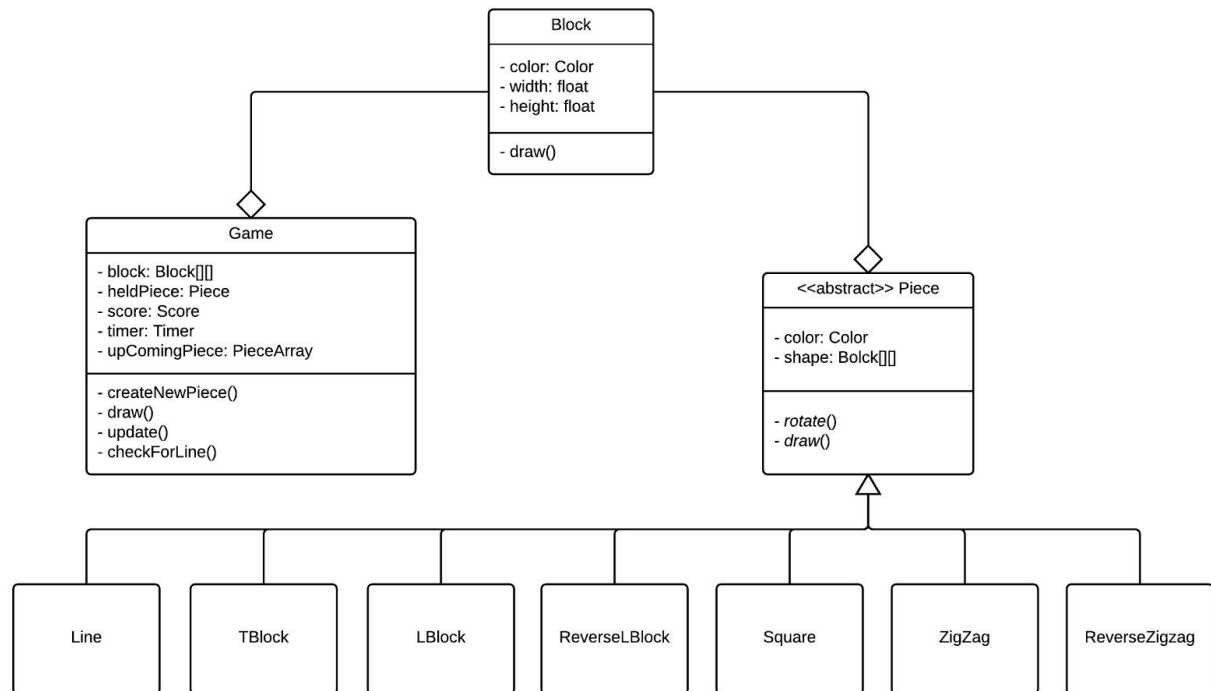 Block
- color: Color
- width: float
- height: float
- draw()
Game
- block: Block[][]
- heldPiece: Piece
- score: Score
- timer: Timer
- upComingPiece: PieceArray
- createNewPiece()
- draw()
- update()
- checkForLine()
<<abstract>> Piece
- color: Color
- shape: Bolck[][]
- rotate()
- draw()
Line
TBlock
LBlock
ReverseLBlock
Square
ZigZag
ReverseZigzag